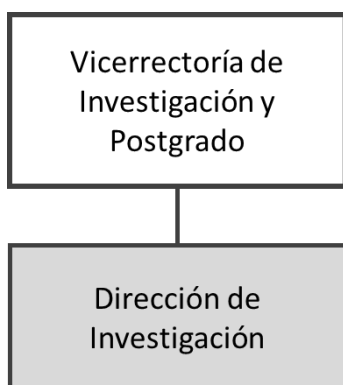 Vicerrectoría de
Investigación y
Postgrado
Dirección de
Investigación